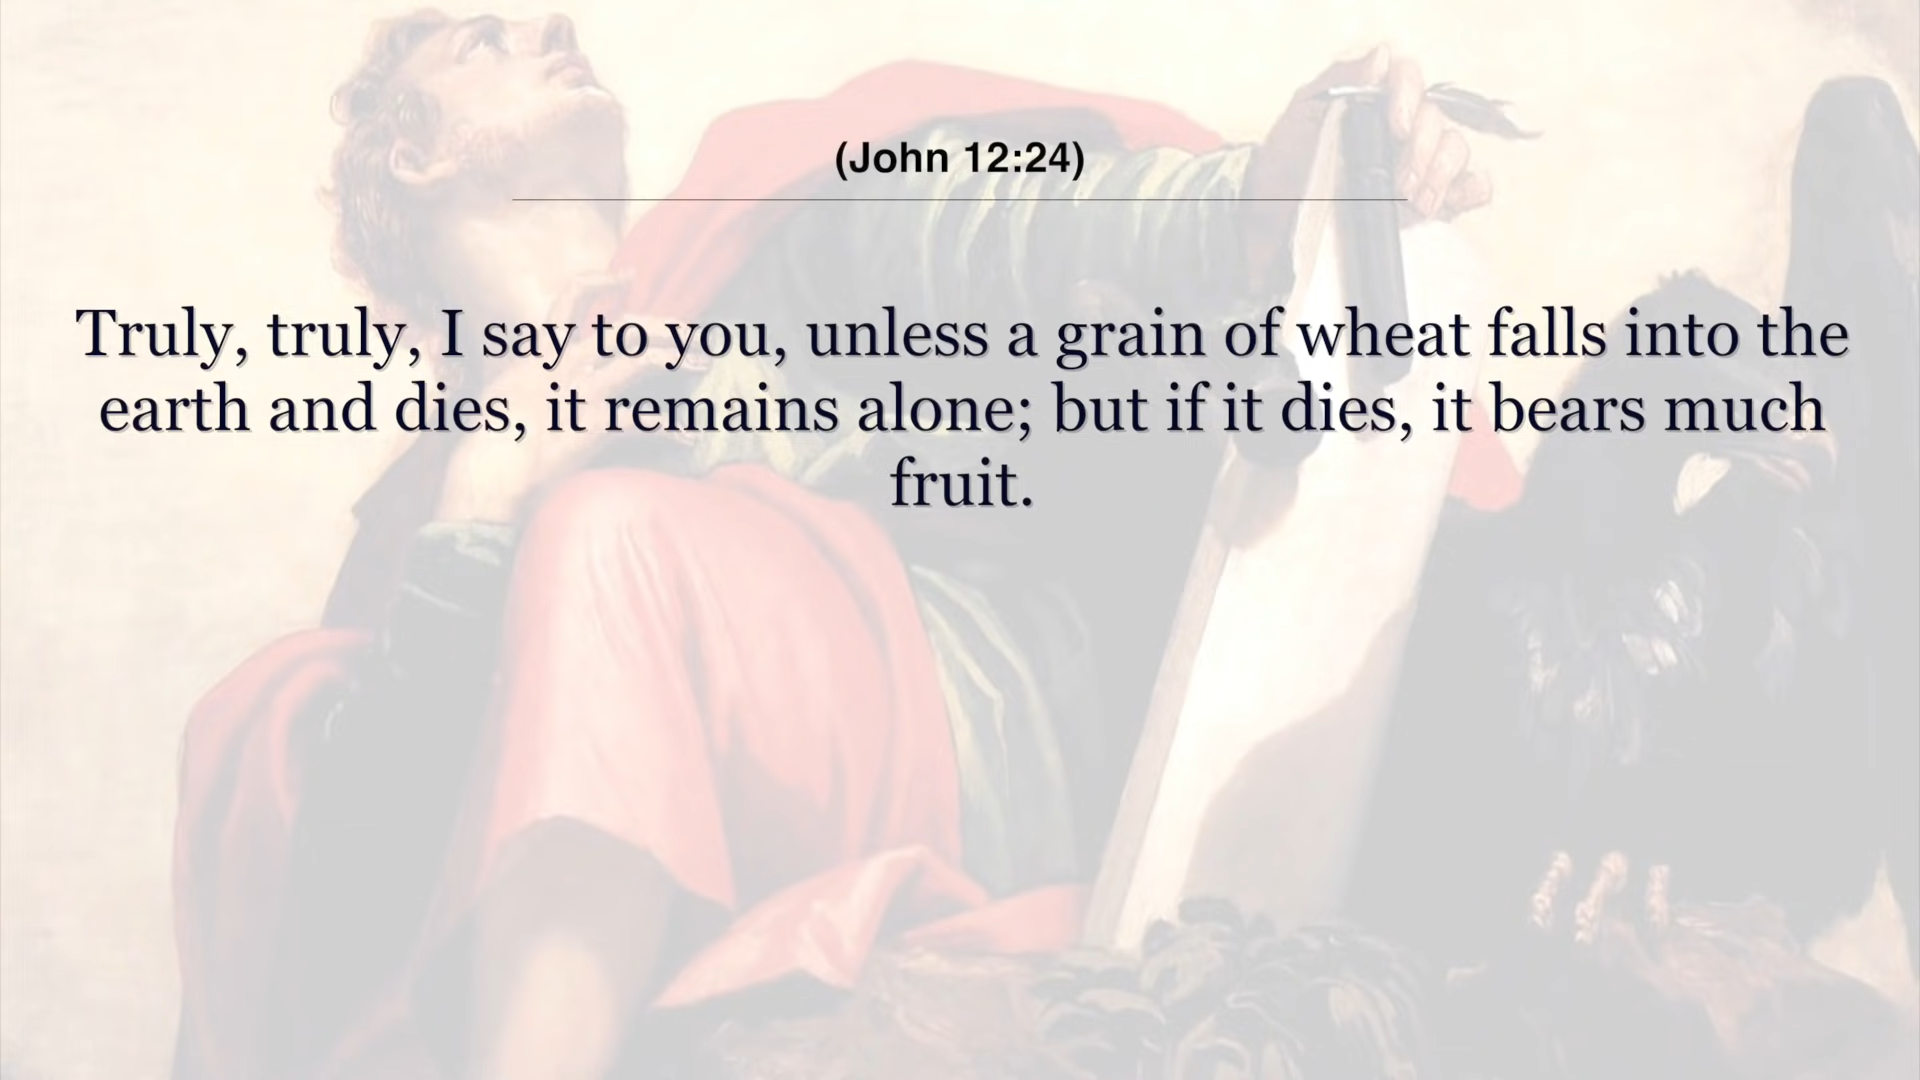 (John 12:24)
Truly, truly, I say to you, unless a grain of wheat falls into the
earth and dies, it remains alone; but if it dies, it bears much
fruit.